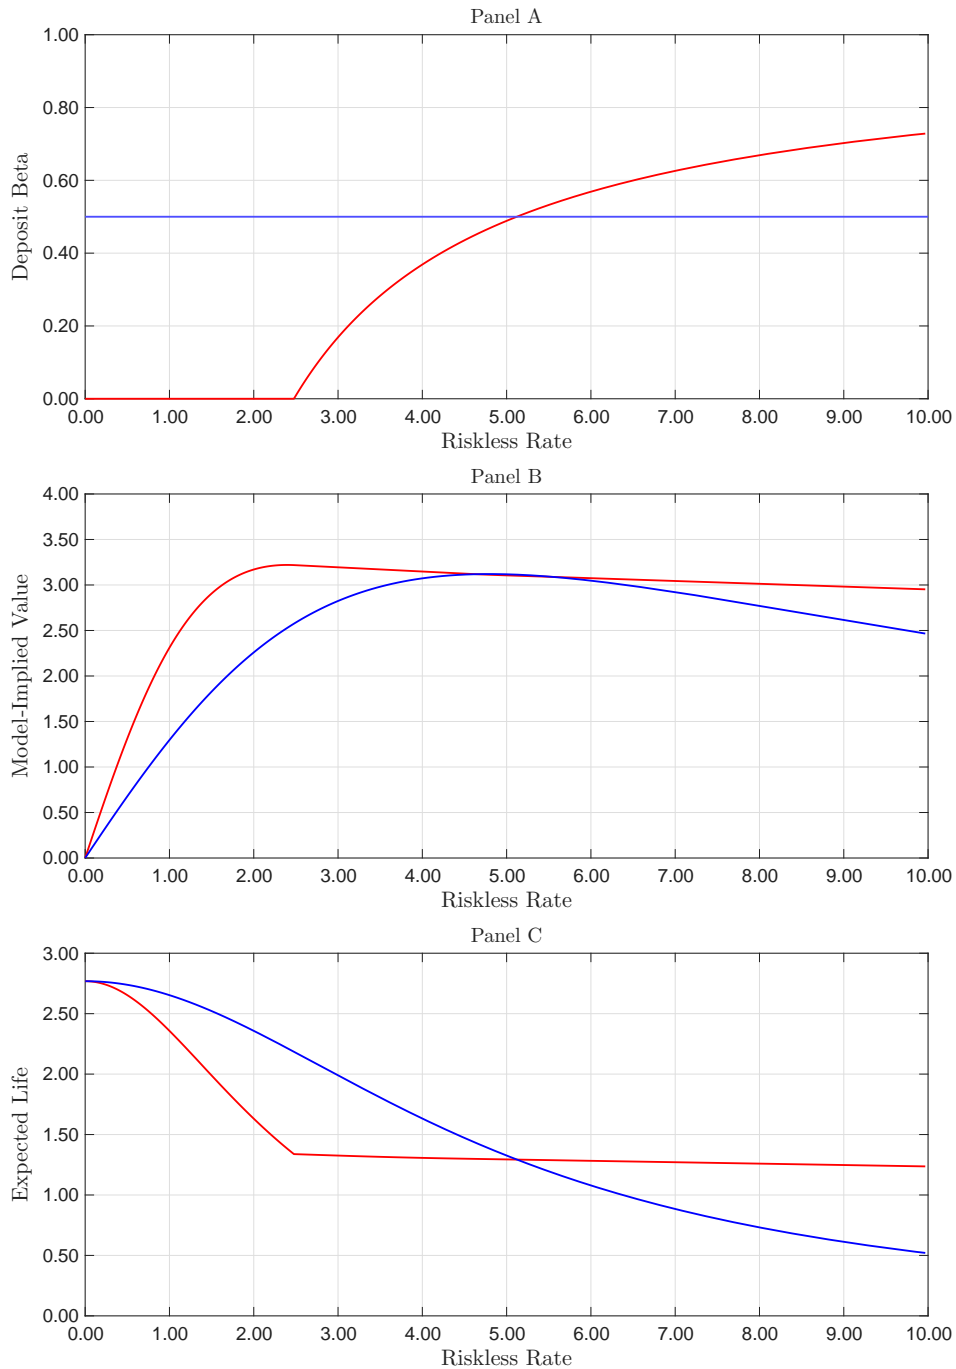 Panel A
1.00
0.80
0.60
0.40
0.20
0.00
Deposit Beta
0.00 1.00 2.00 3.00 4.00 5.00 6.00 7.00 8.00 9.00 10.00
Riskless Rate
Panel B
4.00
3.50
3.00
2.50
2.00
1.50
1.00
0.50
0.00
Model-Implied Value
0.00 1.00 2.00 3.00 4.00 5.00 6.00 7.00 8.00 9.00 10.00
Riskless Rate
Panel C
3.00
2.50
2.00
1.50
1.00
0.50
0.00
Expected Life
0.00 1.00 2.00 3.00 4.00 5.00 6.00 7.00 8.00 9.00 10.00
Riskless Rate